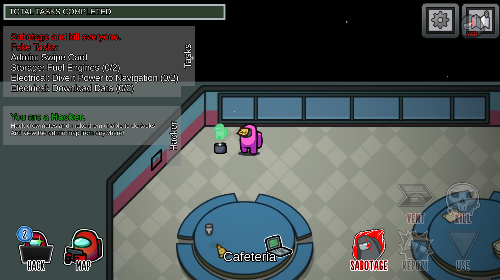 TOTAL TASKS COMPLETED
Sabotage and kill everyone.
Fake Tasks:
Admin: Swipe Card
Storage: Fuel Engines (0/2)
Electrical: Divert Power to Navigation (0/2)
Electrical: Download Data (0/2)
Tasks
You are a Hacker.
Hacker
2
HACK
MAP
Cafeteria
SABOTAGE
VENT
KILL
REPORT
USE